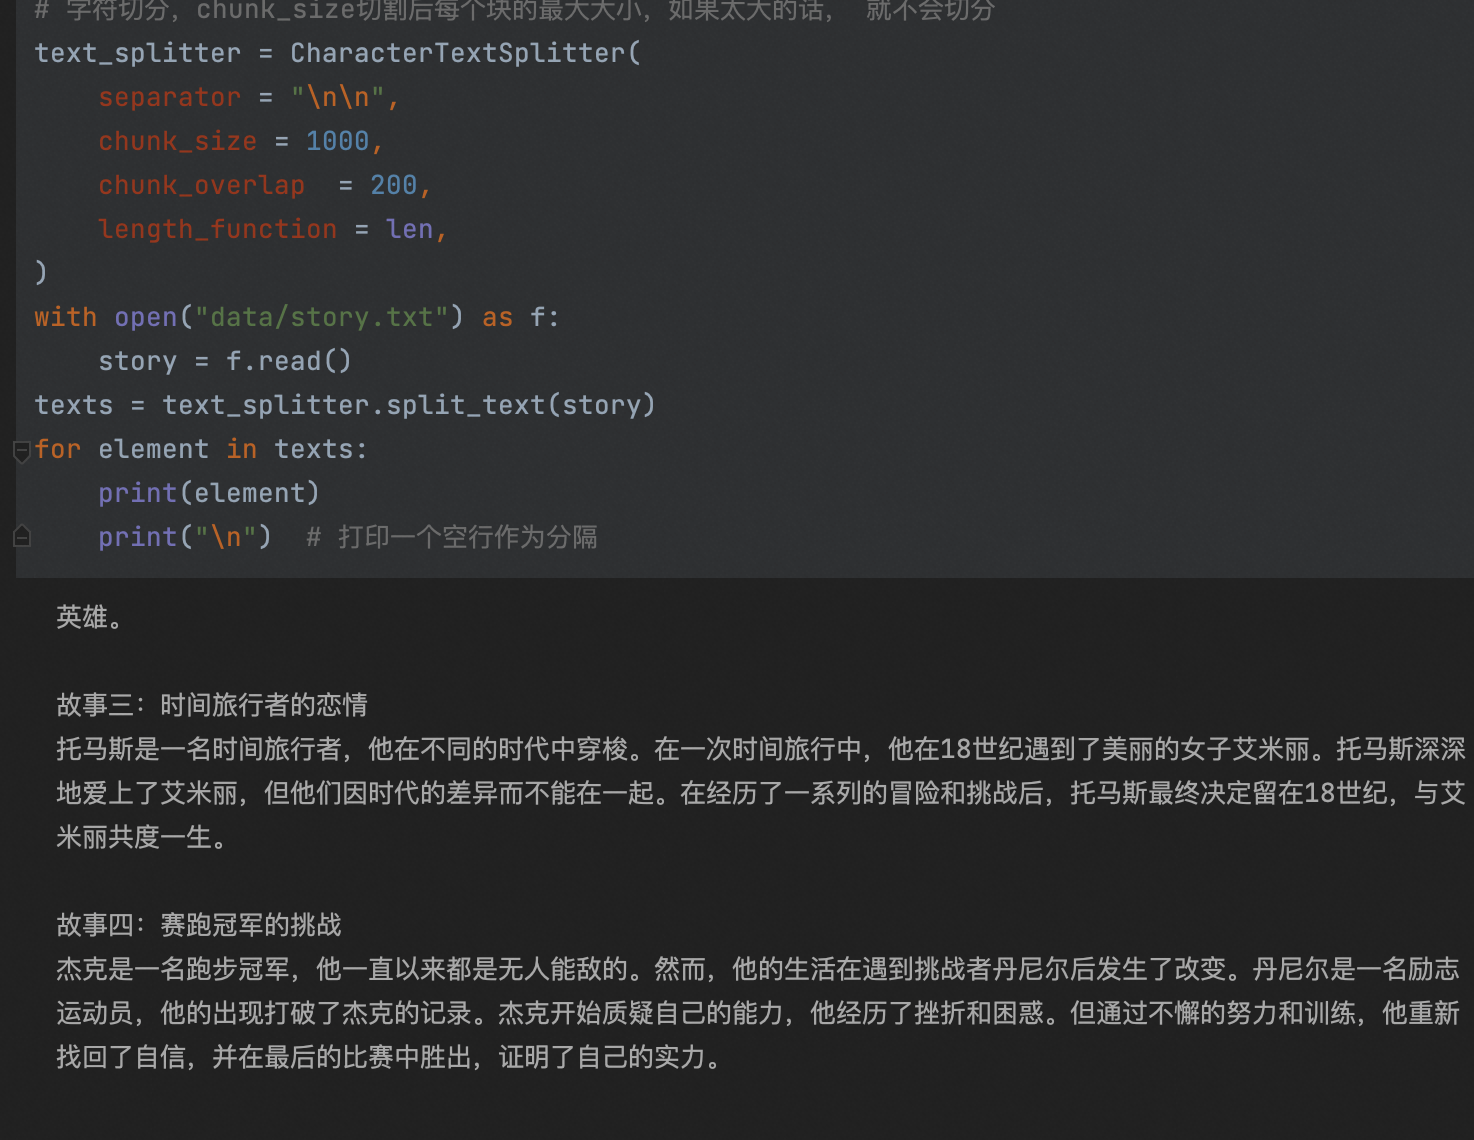 # 字符切分，chunk_size切割后每个块的最大大小，如果太大的话， 就不会切分
text_splitter = CharacterTextSplitter(
    separator = "\n\n",
    chunk_size = 1000,
    chunk_overlap  = 200,
    length_function = len,
)
with open("data/story.txt") as f:
    story = f.read()
texts = text_splitter.split_text(story)
for element in texts:
    print(element)
    print("\n")  # 打印一个空行作为分隔
英雄。
故事三：时间旅行者的恋情
托马斯是一名时间旅行者，他在不同的时代中穿梭。在一次时间旅行中，他在18世纪遇到了美丽的女子艾米丽。托马斯深深
地爱上了艾米丽，但他们因时代的差异而不能在一起。在经历了一系列的冒险和挑战后，托马斯最终决定留在18世纪，与艾
米丽共度一生。
故事四：赛跑冠军的挑战
杰克是一名跑步冠军，他一直以来都是无人能敌的。然而，他的生活在遇到挑战者丹尼尔后发生了改变。丹尼尔是一名励志
运动员，他的出现打破了杰克的记录。杰克开始质疑自己的能力，他经历了挫折和困惑。但通过不懈的努力和训练，他重新
找回了自信，并在最后的比赛中胜出，证明了自己的实力。